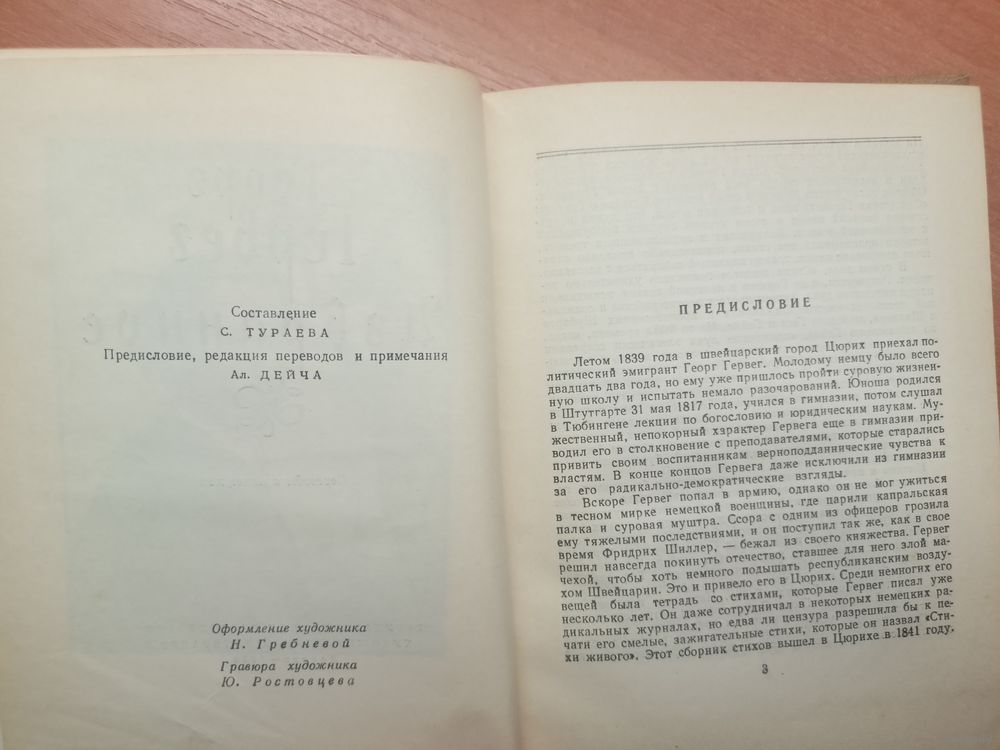 Составление
С. ТУРАЕВА
Предисловие, редакция переводов и примечания
Ал. ДЕЙЧА
Оформление художника
Н. Гребневой
Гравюра художника
Ю. Ростовцева
ПРЕДИСЛОВИЕ
Летом 1839 года в швейцарский город Цюрих приехал по-
литический эмигрант Георг Гервег. Молодому немцу было всего
двадцать два года, но ему уже пришлось пройти суровую жизнен-
ную школу и испытать немало разочарований. Юноша родился
в Штутгарте 31 мая 1817 года, учился в гимназии, потом слушал
в Тюбингене лекции по богословию и юридическим наукам. Му-
жественный, непокорный характер Гервега еще в гимназии при-
водил его в столкновение с преподавателями, которые старались
привить своим воспитанникам верноподданнические чувства к
властям. В конце концов Гервега даже исключили из гимназии
за его радикально-демократические взгляды.
Вскоре Гервег попал в армию, однако он не мог ужиться
в тесном мирке немецкой военщины, где царили капральская
палка и суровая муштра. Ссора с одним из офицеров грозила
ему тяжелыми последствиями, и он поступил так же, как в свое
время Фридрих Шиллер, — бежал из своего княжества. Гервег
решил навсегда покинуть отечество, ставшее для него злой ма-
чехой, чтобы хоть немного подышать республиканским возду-
хом Швейцарии. Это и привело его в Цюрих. Среди немногих его
вещей была тетрадь со стихами, которые Гервег писал уже
несколько лет. Он даже сотрудничал в некоторых немецких ра-
дикальных журналах, но едва ли цензура разрешила бы к пе-
чати его смелые, зажигательные стихи, которые он назвал «Сти-
хи живого». Этот сборник стихов вышел в Цюрихе в 1841 году.
3